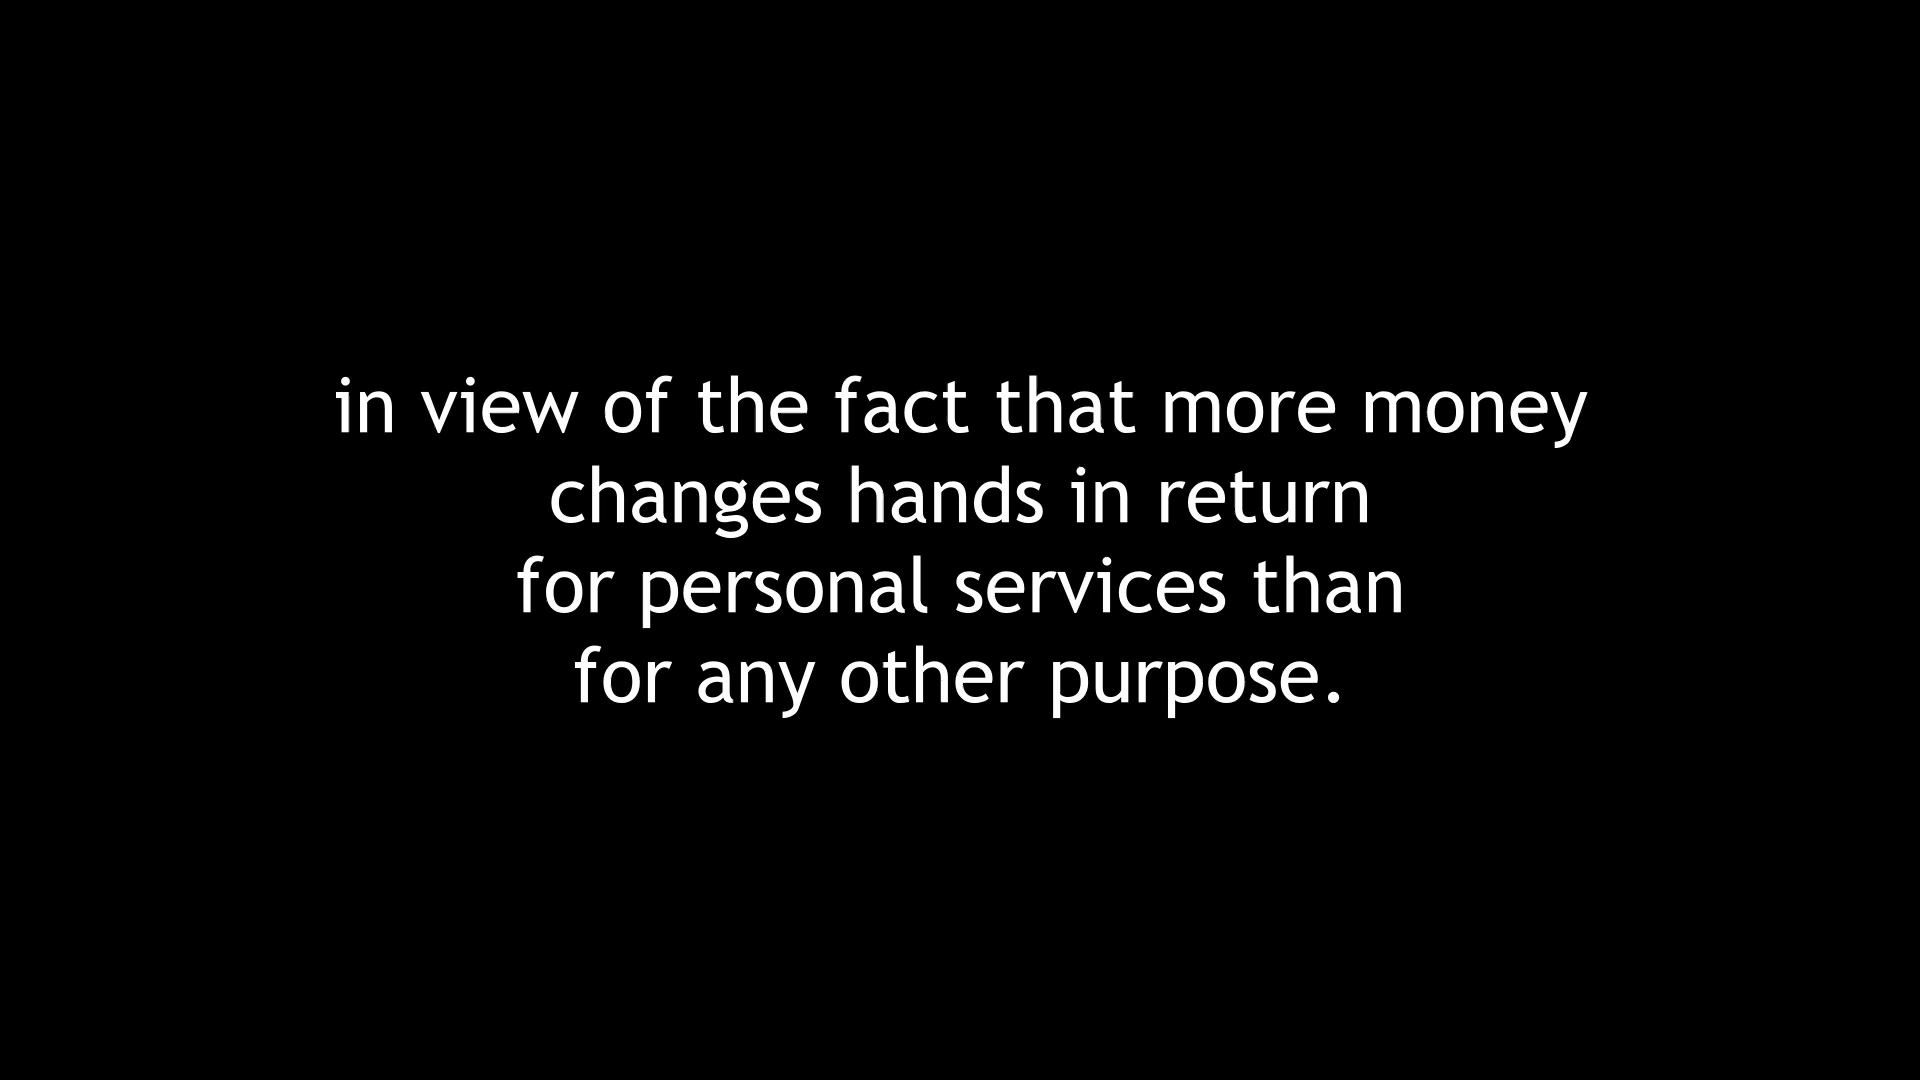 in view of the fact that more money
changes hands in return
for personal services than
for any other purpose.